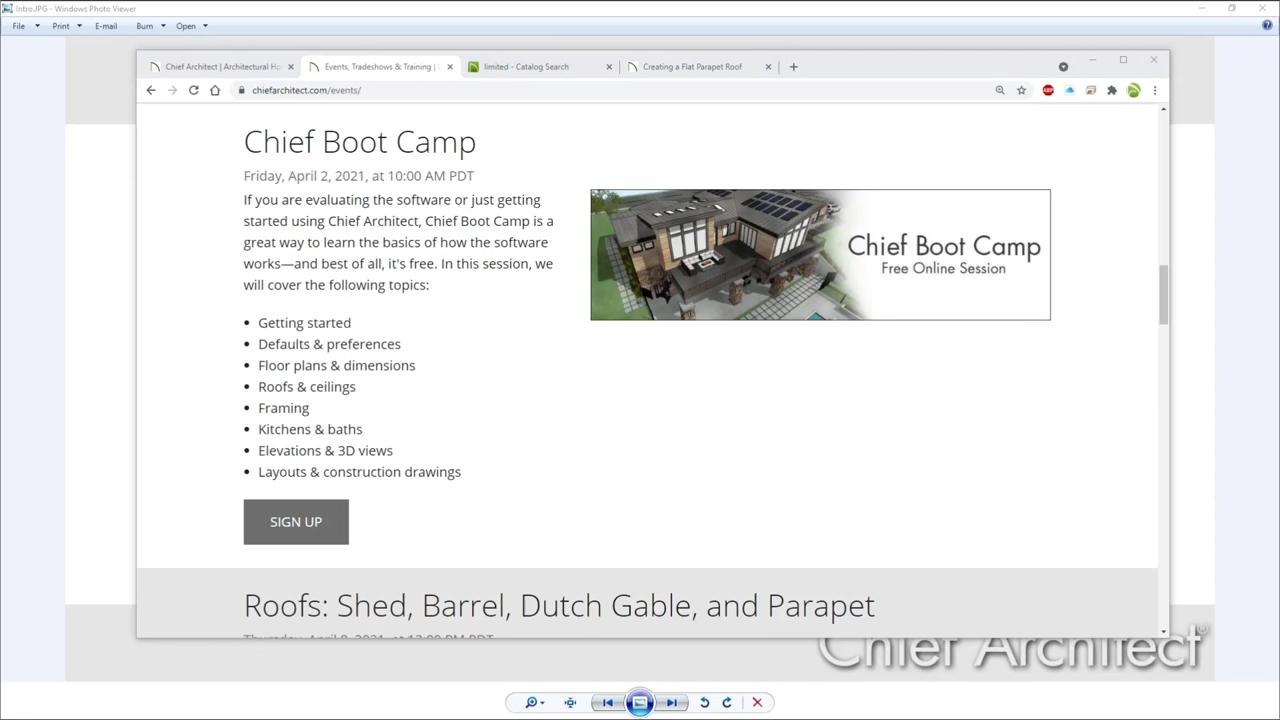 Intro.JPG - Windows Photo Viewer
File Print E-mail Burn Open
Chief Architect | Architectural Ho
Events, Tradeshows & Training |
limited - Catalog Search
Creating a Flat Parapet Roof
chiefarchitect.com/events/
ABP
Chief Boot Camp
Friday, April 2, 2021, at 10:00 AM PDT
If you are evaluating the software or just getting
started using Chief Architect, Chief Boot Camp is a
great way to learn the basics of how the software
works—and best of all, it's free. In this session, we
will cover the following topics:
• Getting started
• Defaults & preferences
• Floor plans & dimensions
• Roofs & ceilings
• Framing
• Kitchens & baths
• Elevations & 3D views
• Layouts & construction drawings
SIGN UP
Chief Boot Camp
Free Online Session
Roofs: Shed, Barrel, Dutch Gable, and Parapet
Chief Architect®